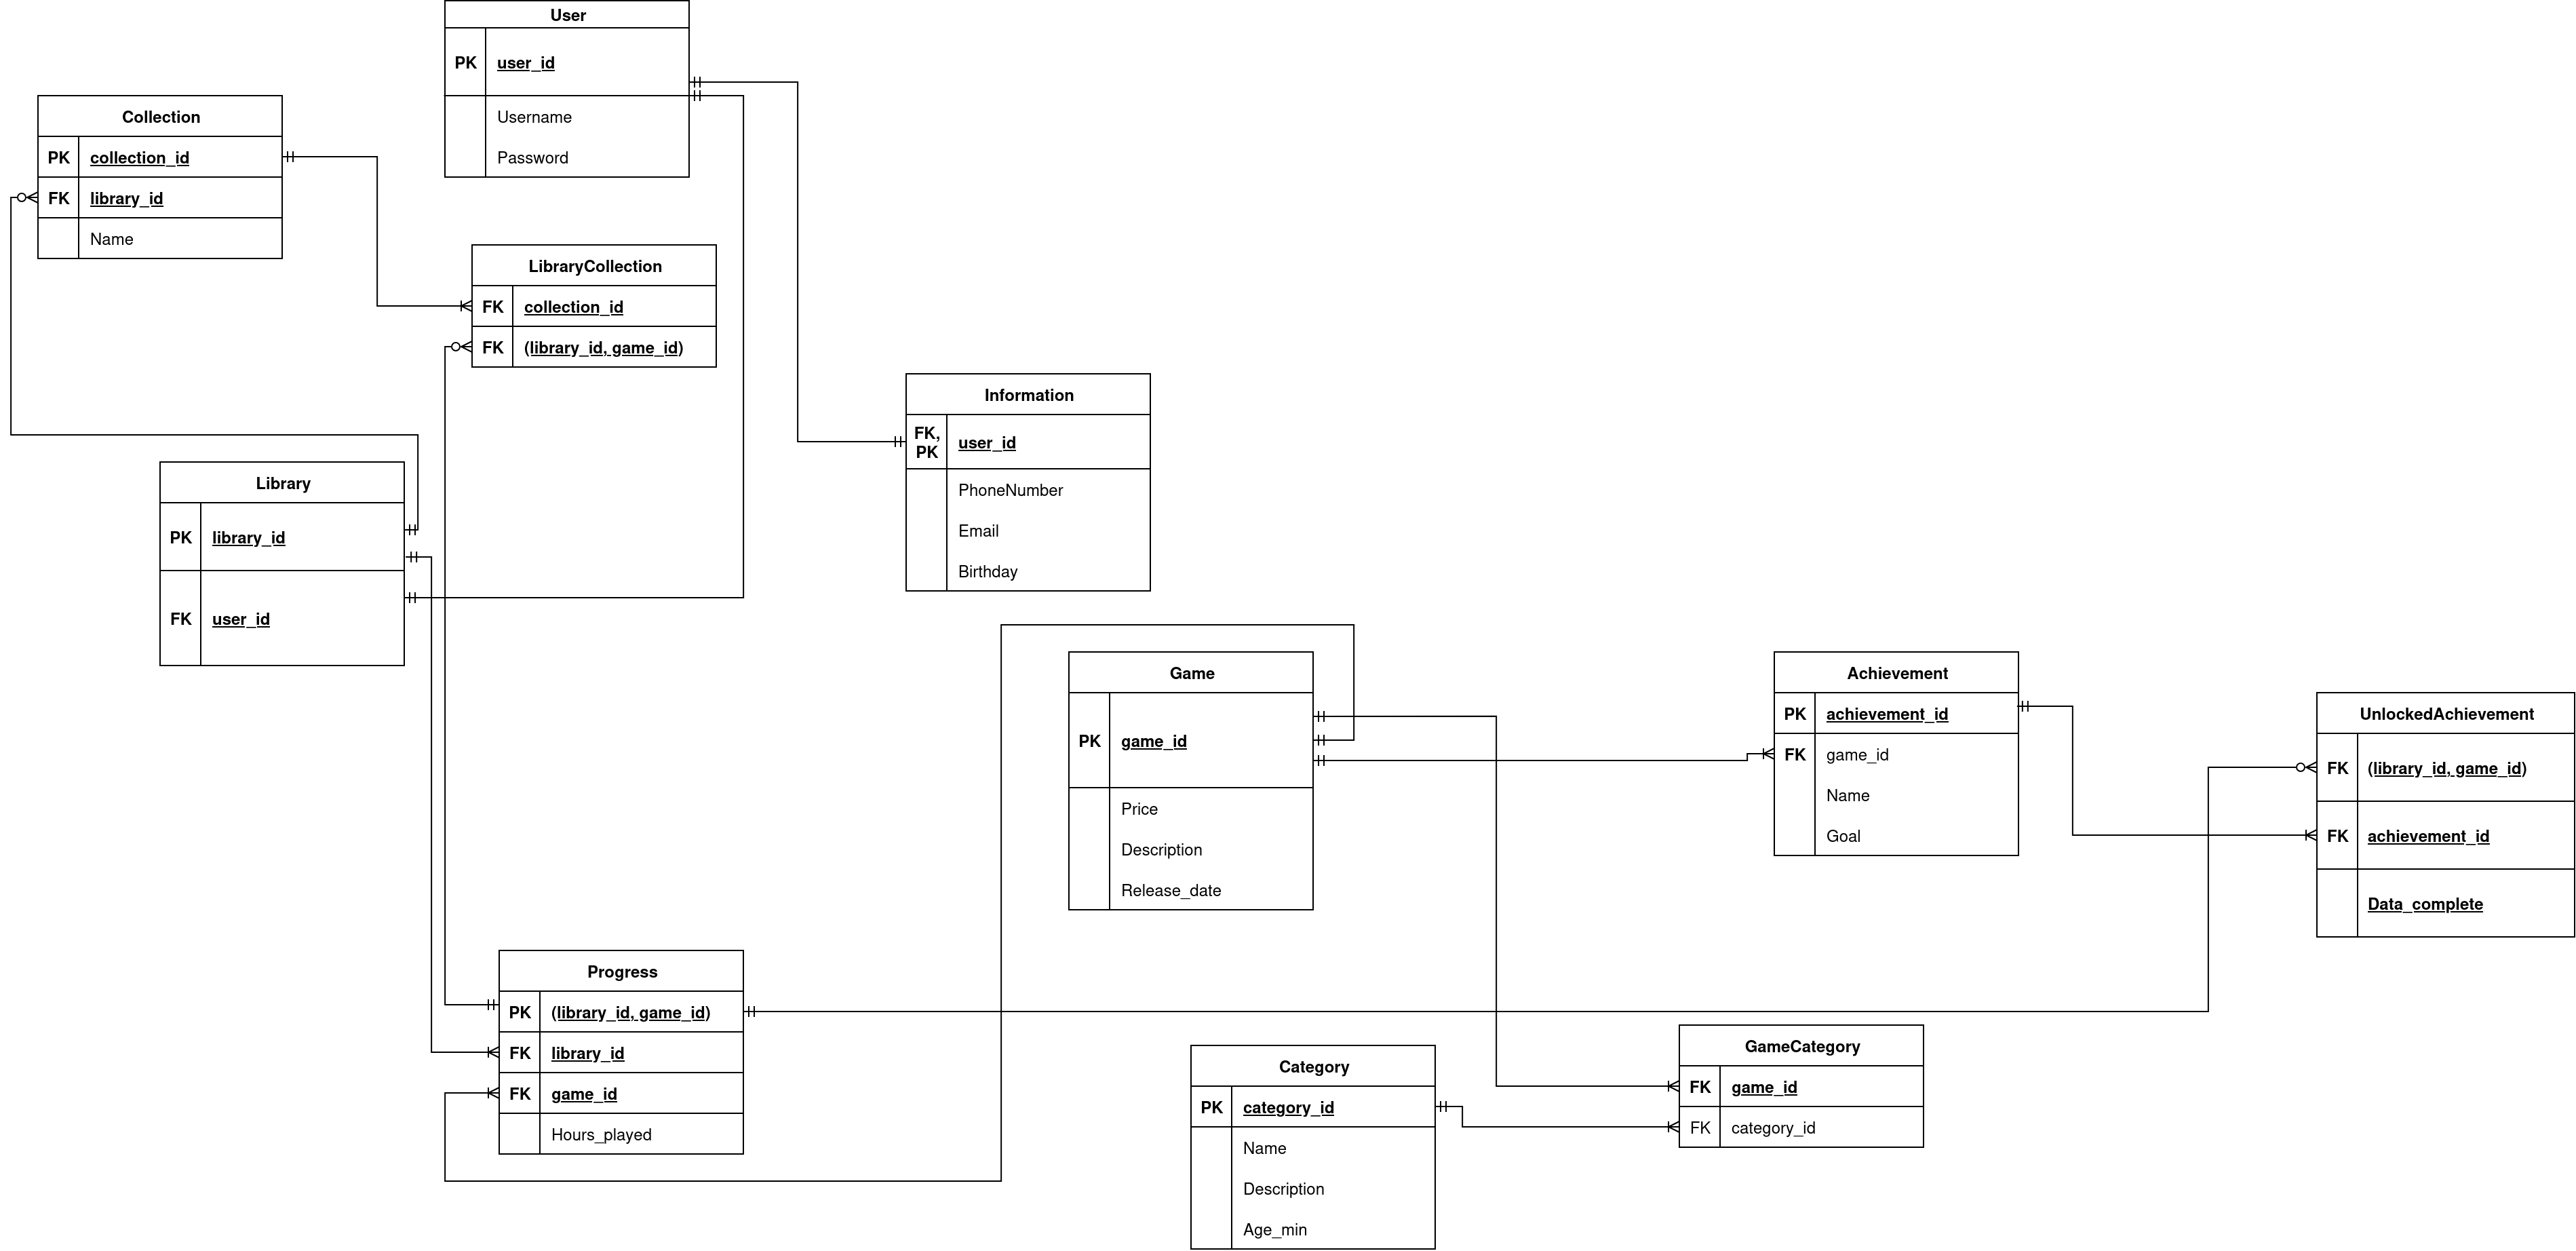 User
PK user_id
Username
Password
Collection
PK collection_id
FK library_id
Name
LibraryCollection
FK collection_id
FK (library_id, game_id)
Information
FK,
PK user_id
PhoneNumber
Email
Birthday
Library
PK library_id
FK user_id
Game
PK game_id
Price
Description
Release_date
Achievement
PK achievement_id
FK game_id
Name
Goal
UnlockedAchievement
FK (library_id, game_id)
FK achievement_id
Data_complete
Progress
PK (library_id, game_id)
FK library_id
FK game_id
Hours_played
Category
PK category_id
Name
Description
Age_min
GameCategory
FK game_id
FK category_id